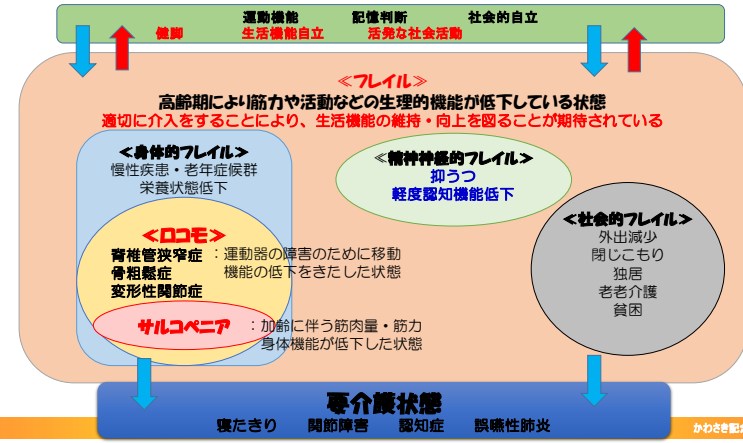 運動機能 記憶判断 社会的自立
健脚 生活機能自立 活発な社会活動
≪フレイル≫
高齢期により筋力や活動などの生理的機能が低下している状態
適切に介入をすることにより、生活機能の維持・向上を図ることが期待されている
<身体的フレイル>
慢性疾患・老年症候群
栄養状態低下
≪ロコモ≫
脊椎管狭窄症：運動器の障害のために移動
骨粗鬆症 機能の低下をきたした状態
変形性関節症
サルコペニア ：加齢に伴う筋肉量・筋力
身体機能が低下した状態
<精神神経的フレイル>
抑うつ
軽度認知機能低下
<社会的フレイル>
外出減少
閉じこもり
独居
老老介護
貧困
要介護状態
寝たきり 関節障害 認知症 誤嚥性肺炎
かわさき記念